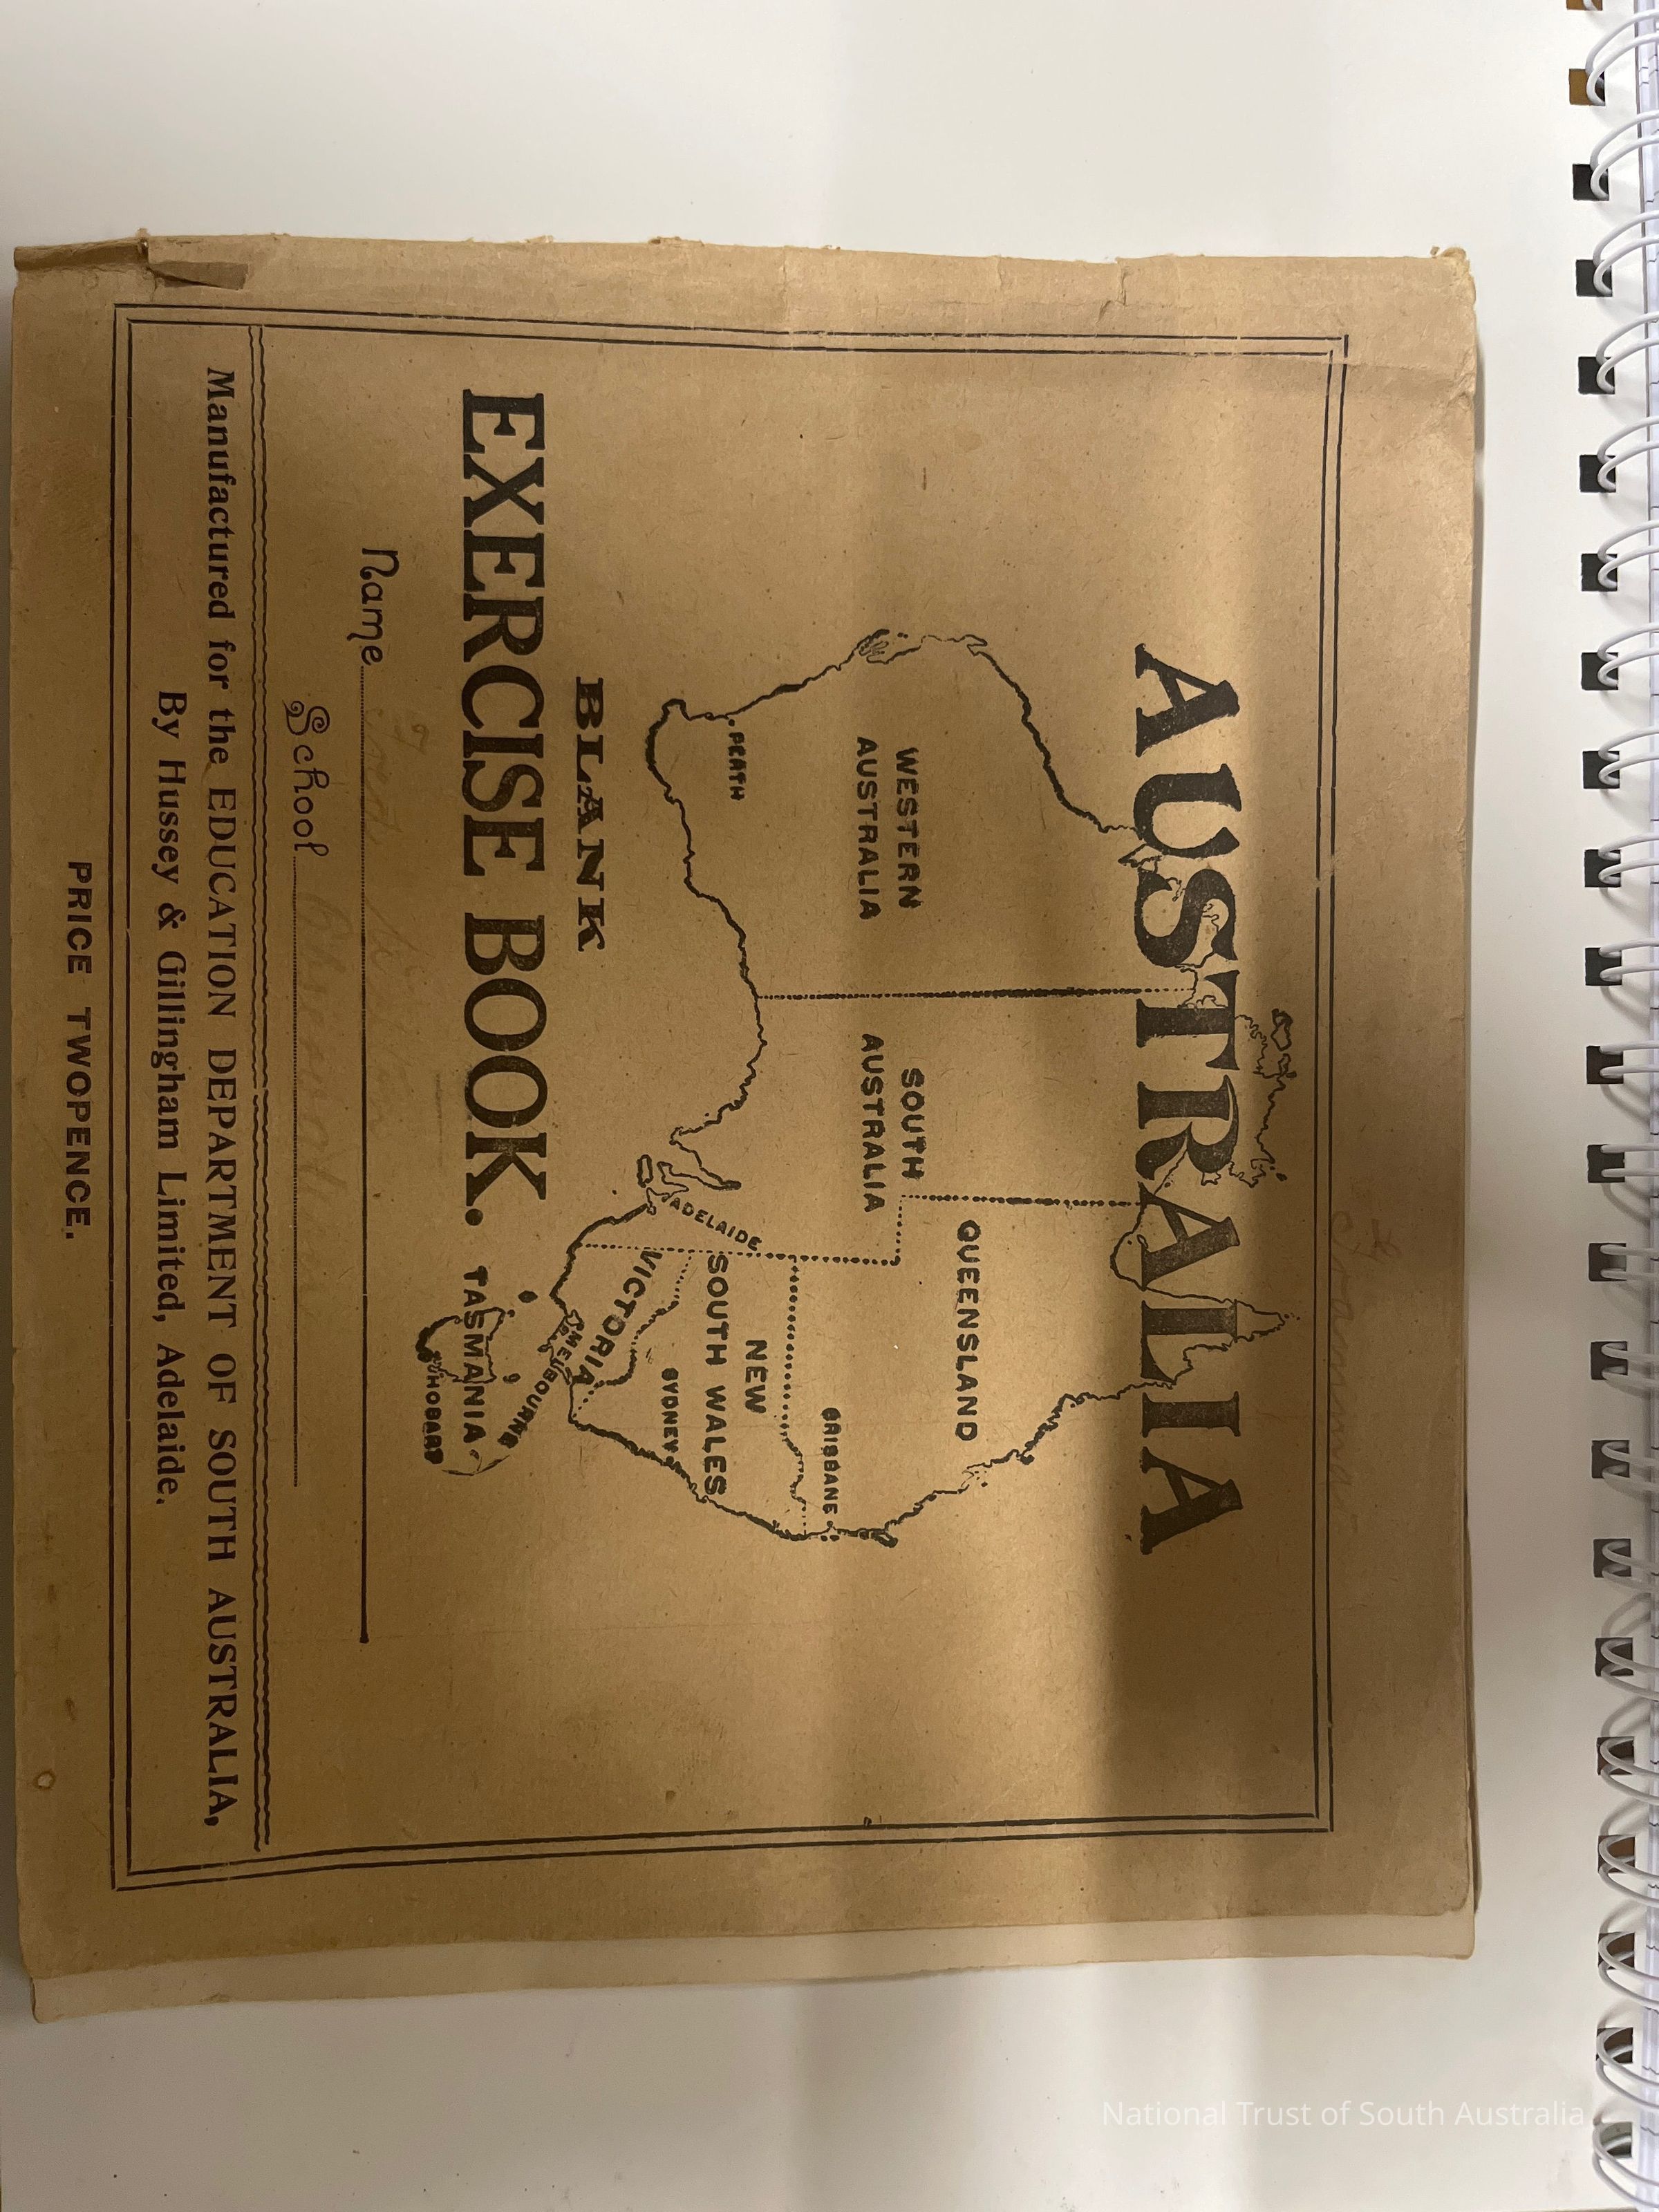 AUSTRALIA
WESTERN
AUSTRALIA
SOUTH
AUSTRALIA
QUEENSLAND
BRISBANE
NEW
SOUTH WALES
SYDNEY
PERTH
ADELAIDE
VICTORIA
MELBOURNE
TASMANIA
HOBART
BLANK
EXERCISE BOOK.
Name
School
Manufactured for the EDUCATION DEPARTMENT OF SOUTH AUSTRALIA,
By Hussey & Gillingham Limited, Adelaide.
PRICE TWOPENCE.
National Trust of South Australia